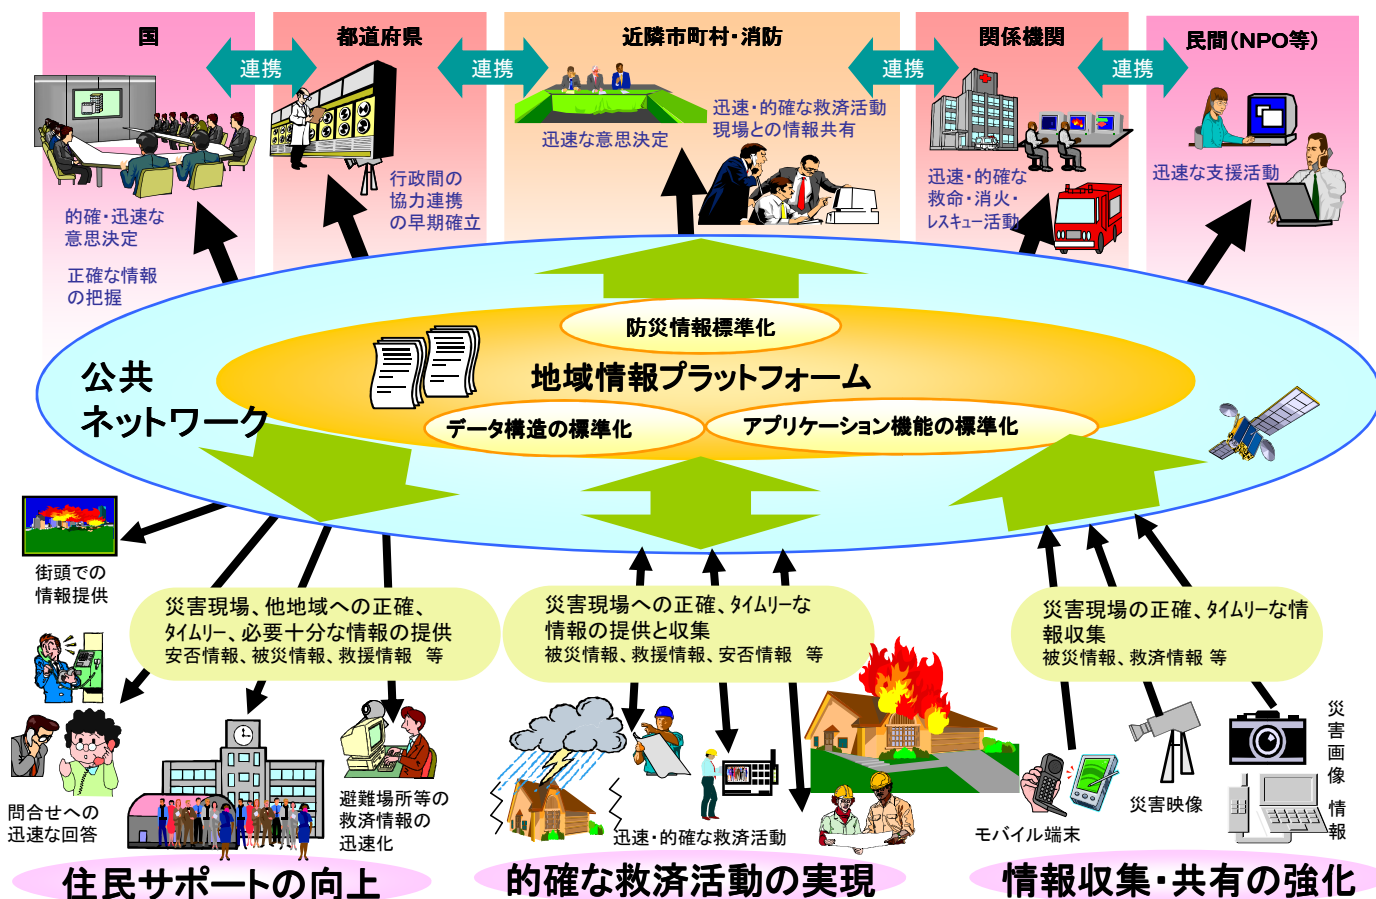 国
都道府県
近隣市町村・消防
関係機関
民間(NPO等)
連携
連携
連携
連携
迅速な意思決定
迅速・的確な救済活動
現場との情報共有
行政間の
協力連携
の早期確立
迅速・的確な
救命・消火・
レスキュー活動
迅速な支援活動
的確・迅速な
意思決定
正確な情報
の把握
防災情報標準化
地域情報プラットフォーム
公共
ネットワーク
データ構造の標準化
アプリケーション機能の標準化
街頭での
情報提供
災害現場、他地域への正確、
タイムリー、必要十分な情報の提供
安否情報、被災情報、救援情報 等
災害現場への正確、タイムリーな
情報の提供と収集
被災情報、救援情報、安否情報 等
災害現場の正確、タイムリーな情
報収集
被災情報、救済情報 等
問合せへの
迅速な回答
避難場所等の
救済情報の
迅速化
迅速・的確な救済活動
モバイル端末
災害映像
災害画像情報
住民サポートの向上
的確な救済活動の実現
情報収集・共有の強化